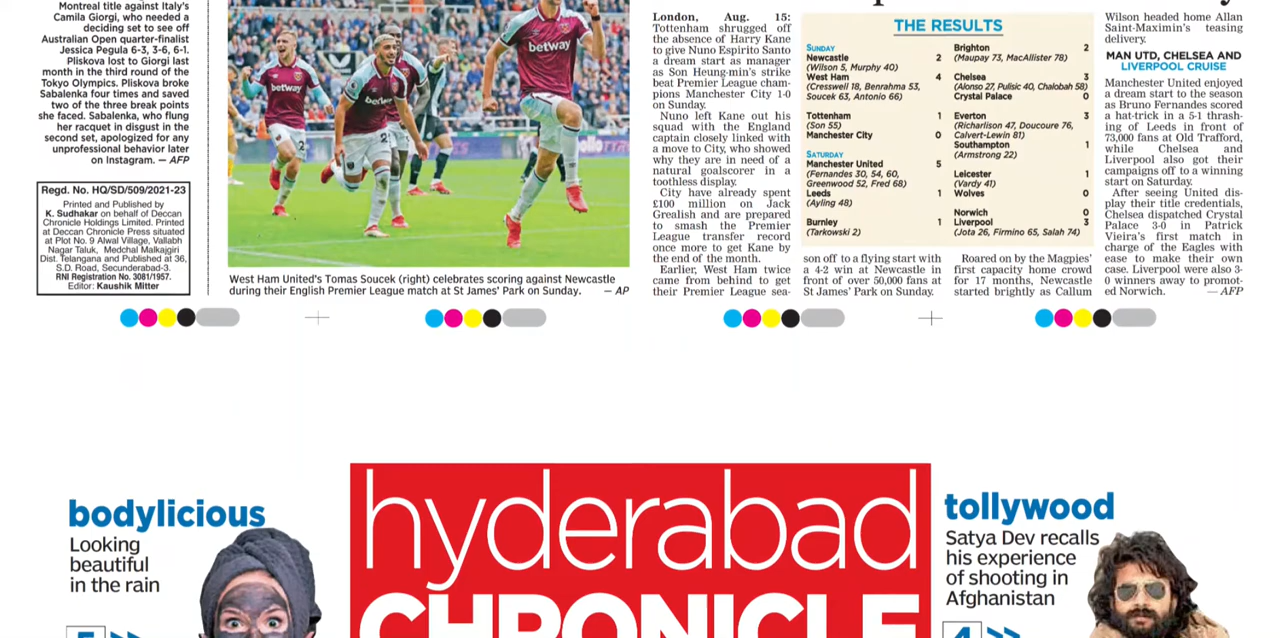 Montreal title against Italy's
Camila Giorgi, who needed a
deciding set to see off
Australian Open quarter-finalist
Jessica Pegula 6-3, 3-6, 6-1.
Pliskova lost to Giorgi last
month in the third round of the
Tokyo Olympics. Pliskova broke
Sabalenka four times and saved
two of the three break points
she faced. Sabalenka, who flung
her racquet in disgust in the
second set, apologized for any
unprofessional behavior later
on Instagram. — AFP
Regd. No. HQ/SD/509/2021-23
Printed and Published by
K. Sudhakar on behalf of Deccan
Chronicle Holdings Limited. Printed
at Deccan Chronicle Press situated
at Plot No. 9 Alwal Village, Vallabh
Nagar Taluk, Medchal Malkajgiri
Dist. Telangana and Published at 36,
S.D. Road, Secunderabad-3.
RNI Registration No. 3081/1957.
Editor: Kaushik Mitter
betway
betway
betway
West Ham United's Tomas Soucek (right) celebrates scoring against Newcastle
during their English Premier League match at St James' Park on Sunday. — AP
London, Aug. 15:
Tottenham shrugged off
the absence of Harry Kane
to give Nuno Espirito Santo
a dream start as manager
as Son Heung-min's strike
beat Premier League cham-
pions Manchester City 1-0
on Sunday.
Nuno left Kane out his
squad with the England
captain closely linked with
a move to City, who showed
why they are in need of a
natural goalscorer in a
toothless display.
City have already spent
£100 million on Jack
Grealish and are prepared
to smash the Premier
League transfer record
once more to get Kane by
the end of the month.
Earlier, West Ham twice
came from behind to get
their Premier League sea-
THE RESULTS
SUNDAY
Newcastle 2
(Wilson 5, Murphy 40)
West Ham 4
(Cresswell 18, Benrahma 53,
Soucek 63, Antonio 66)
Tottenham 1
(Son 55)
Manchester City 0
SATURDAY
Manchester United 5
(Fernandes 30, 54, 60,
Greenwood 52, Fred 68)
Leeds 1
(Ayling 48)
Burnley 1
(Tarkowski 2)
Brighton 2
(Maupay 73, MacAllister 78)
Chelsea 3
(Alonso 27, Pulisic 40, Chalobah 58)
Crystal Palace 0
Everton 3
(Richarlison 47, Doucoure 76,
Calvert-Lewin 81)
Southampton 1
(Armstrong 22)
Leicester 1
(Vardy 41)
Wolves 0
Norwich 0
Liverpool 3
(Jota 26, Firmino 65, Salah 74)
son off to a flying start with
a 4-2 win at Newcastle in
front of over 50,000 fans at
St James' Park on Sunday.
Roared on by the Magpies'
first capacity home crowd
for 17 months, Newcastle
started brightly as Callum
Wilson headed home Allan
Saint-Maximin's teasing
delivery.
MAN UTD, CHELSEA AND
LIVERPOOL CRUISE
Manchester United enjoyed
a dream start to the season
as Bruno Fernandes scored
a hat-trick in a 5-1 thrash-
ing of Leeds in front of
73,000 fans at Old Trafford,
while Chelsea and
Liverpool also got their
campaigns off to a winning
start on Saturday.
After seeing United dis-
play their title credentials,
Chelsea dispatched Crystal
Palace 3-0 in Patrick
Vieira's first match in
charge of the Eagles with
ease to make their own
case. Liverpool were also 3-
0 winners away to promot-
ed Norwich. — AFP
bodylicious
Looking
beautiful
in the rain
hyderabad
CHRONICLE
tollywood
Satya Dev recalls
his experience
of shooting in
Afghanistan